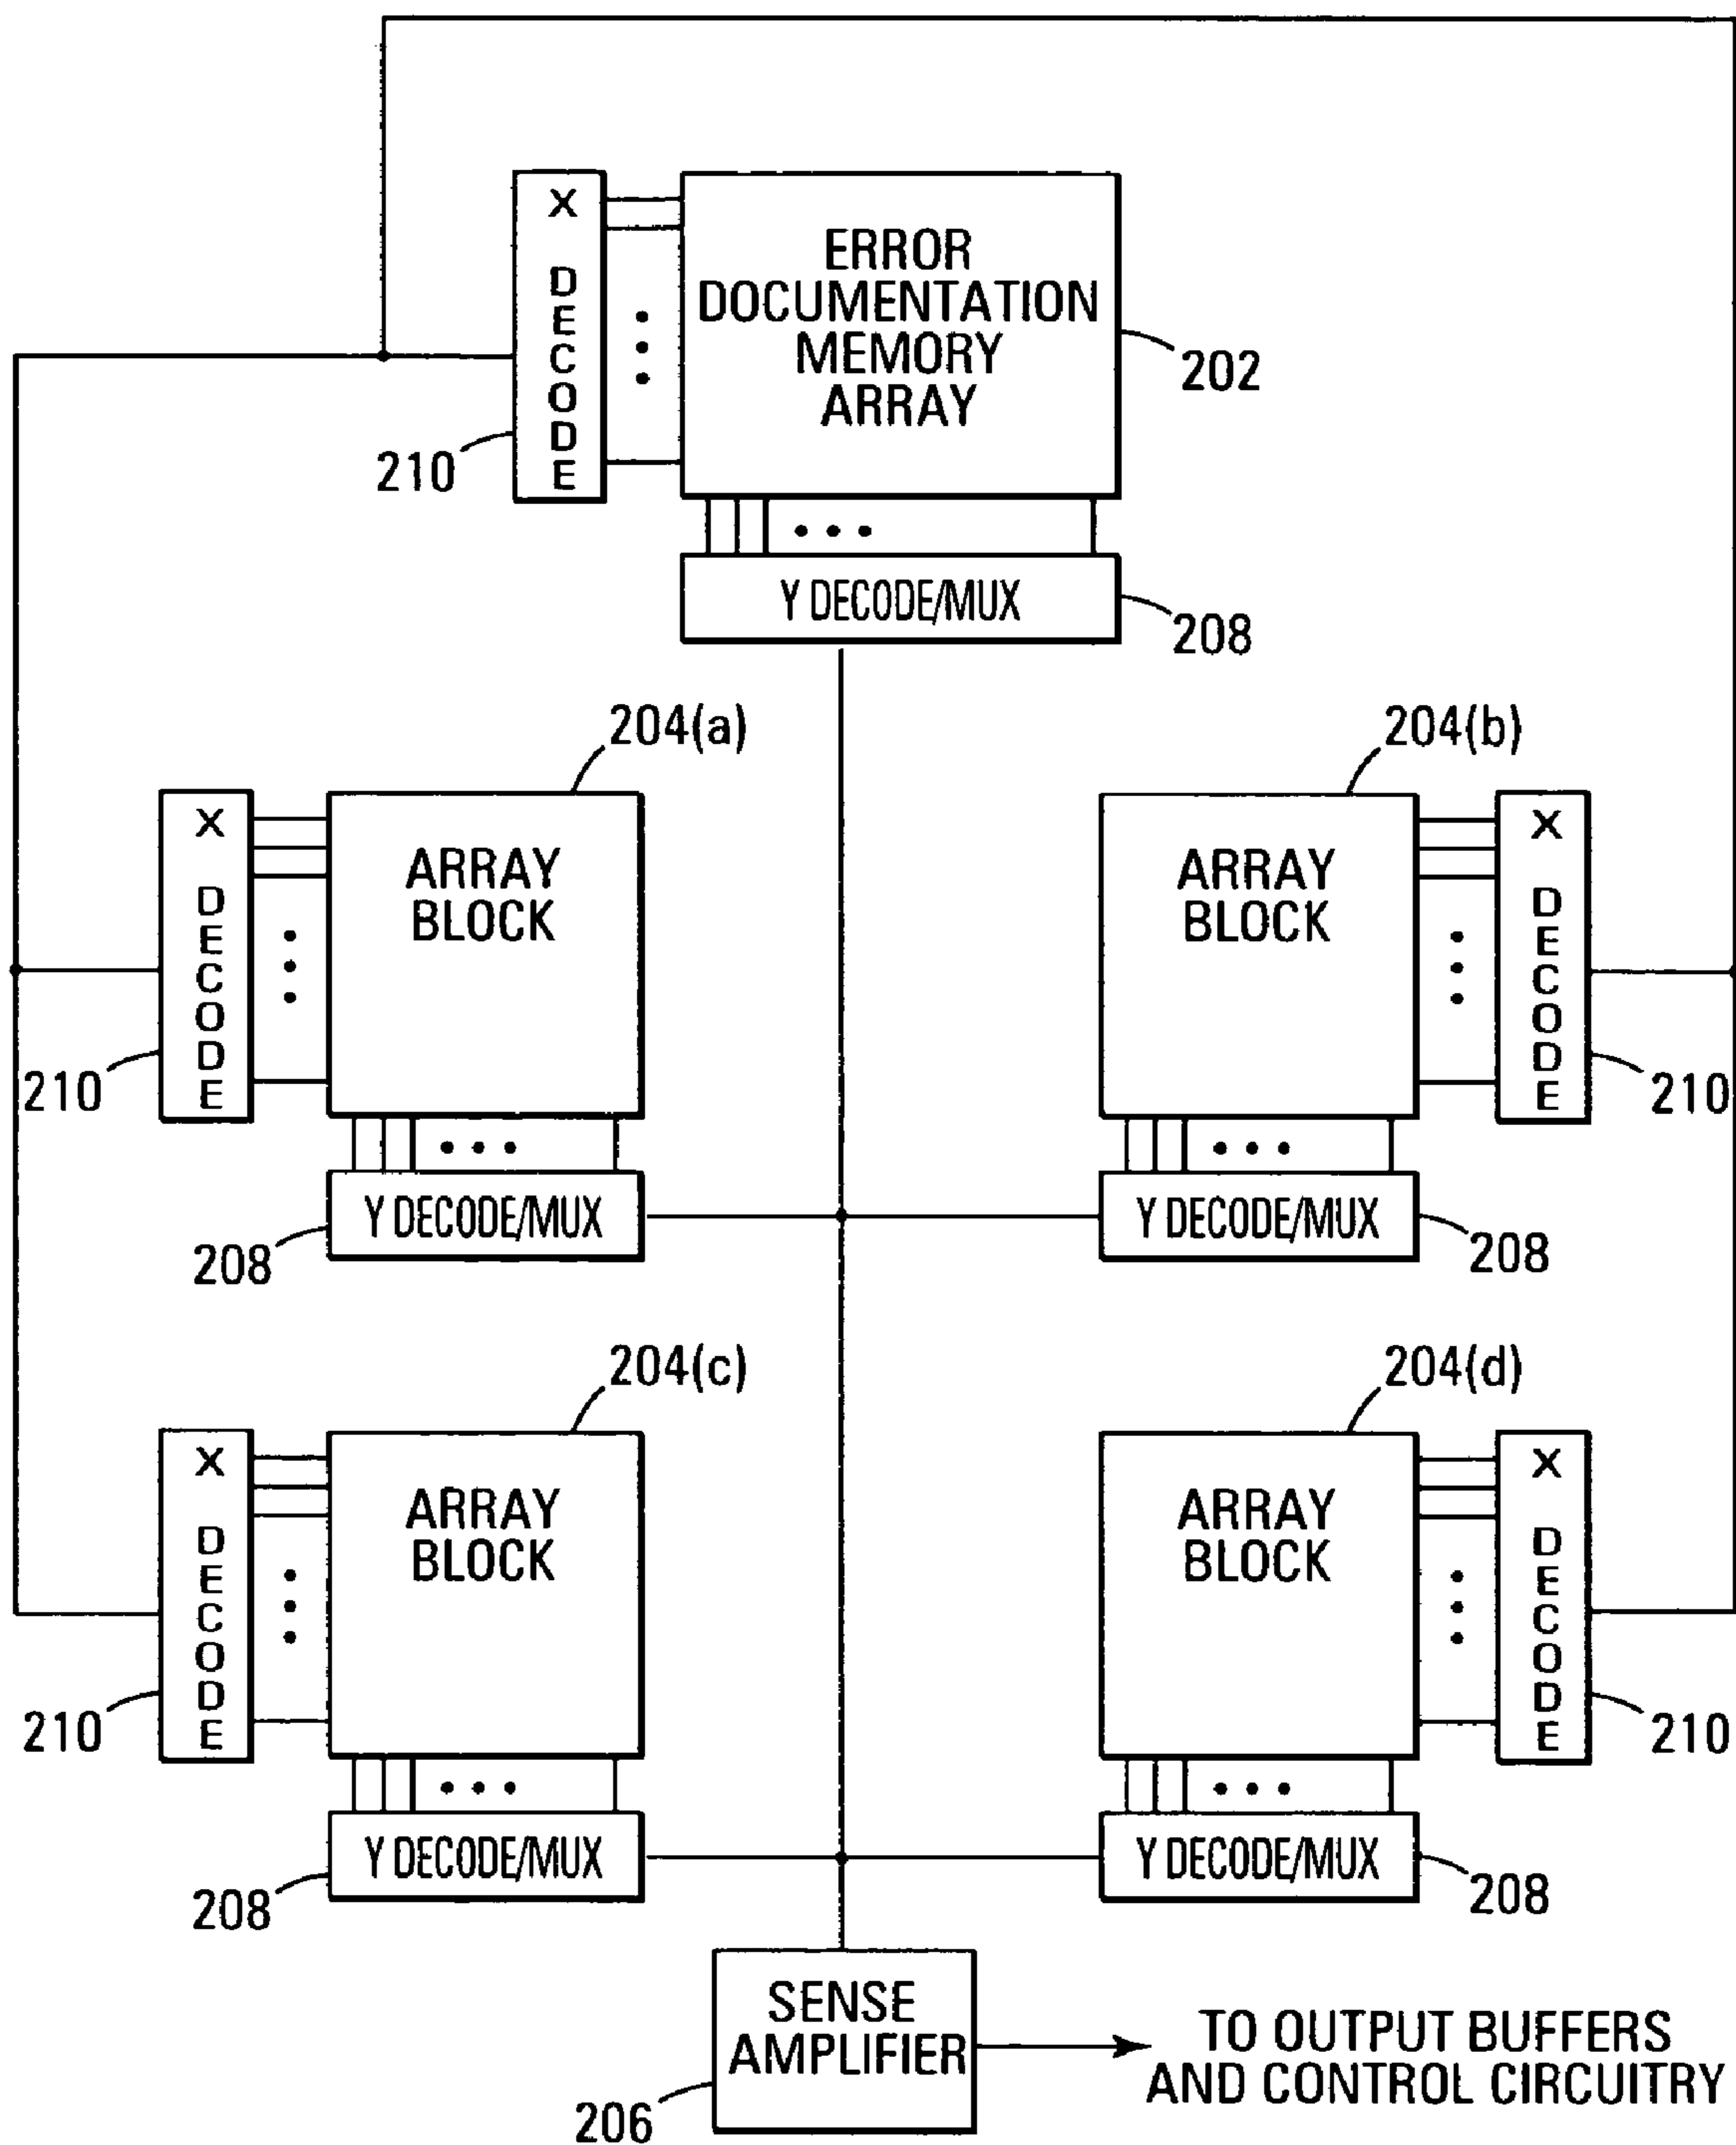 X DECODE
ERROR
DOCUMENTATION
MEMORY
ARRAY
202
210
Y DECODE/MUX
208
204(a)
204(b)
X DECODE
ARRAY
BLOCK
ARRAY
BLOCK
X DECODE
210
210
Y DECODE/MUX
Y DECODE/MUX
208
208
204(c)
204(d)
X DECODE
ARRAY
BLOCK
ARRAY
BLOCK
X DECODE
210
210
Y DECODE/MUX
Y DECODE/MUX
208
208
SENSE
AMPLIFIER
206
TO OUTPUT BUFFERS
AND CONTROL CIRCUITRY